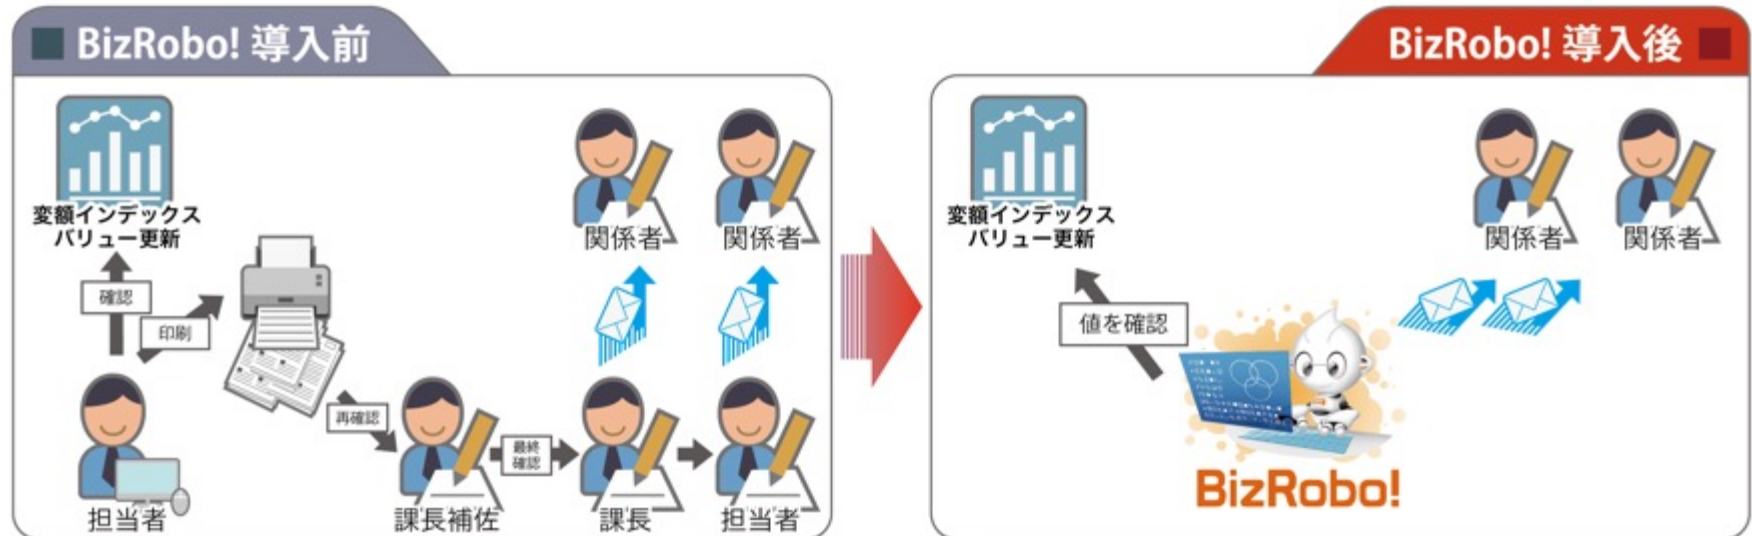 BizRobo! 導入前
変額インデックス
バリュー更新
確認
印刷
再確認
最終
確認
関係者
関係者
担当者
課長補佐
課長
担当者
BizRobo! 導入後
変額インデックス
バリュー更新
値を確認
関係者
関係者
BizRobo!